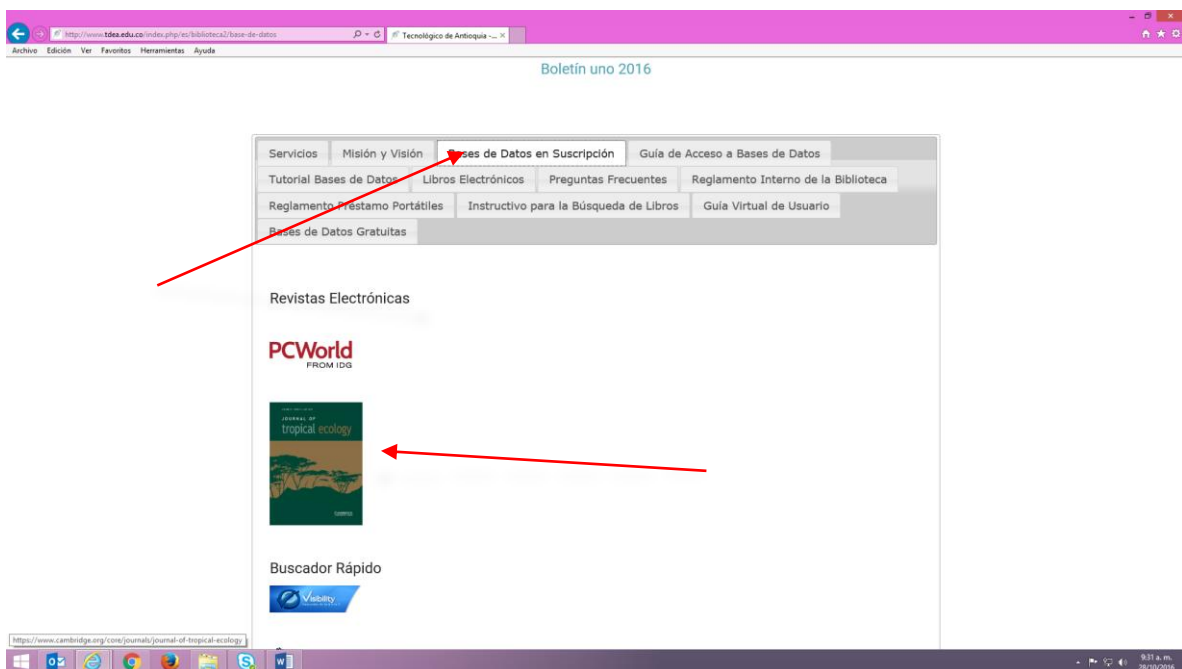 http://www.tdea.edu.co/index.php/es/biblioteca2/base-de-datos
Tecnológico de Antioquia -...
Archivo Edición Ver Favoritos Herramientas Ayuda
Boletín uno 2016
Servicios Misión y Visión Bases de Datos en Suscripción Guía de Acceso a Bases de Datos
Tutorial Bases de Datos Libros Electrónicos Preguntas Frecuentes Reglamento Interno de la Biblioteca
Reglamento Préstamo Portátiles Instructivo para la Búsqueda de Libros Guía Virtual de Usuario
Bases de Datos Gratuitas
Revistas Electrónicas
PCWorld
FROM IDG
JOURNAL OF
tropical ecology
Buscador Rápido
Visibility
https://www.cambridge.org/core/journals/journal-of-tropical-ecology
9:31 a. m.
28/10/2016